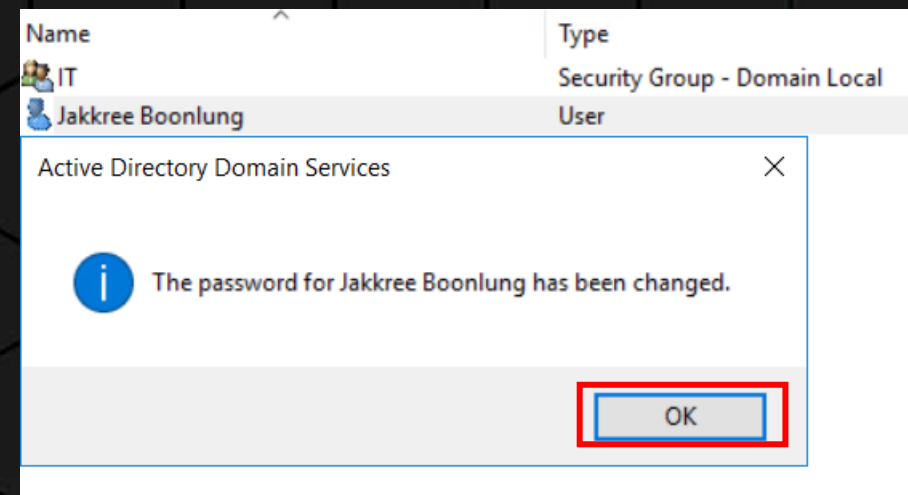 Name Type
IT Security Group - Domain Local
Jakkree Boonlung User
Active Directory Domain Services
The password for Jakkree Boonlung has been changed.
OK